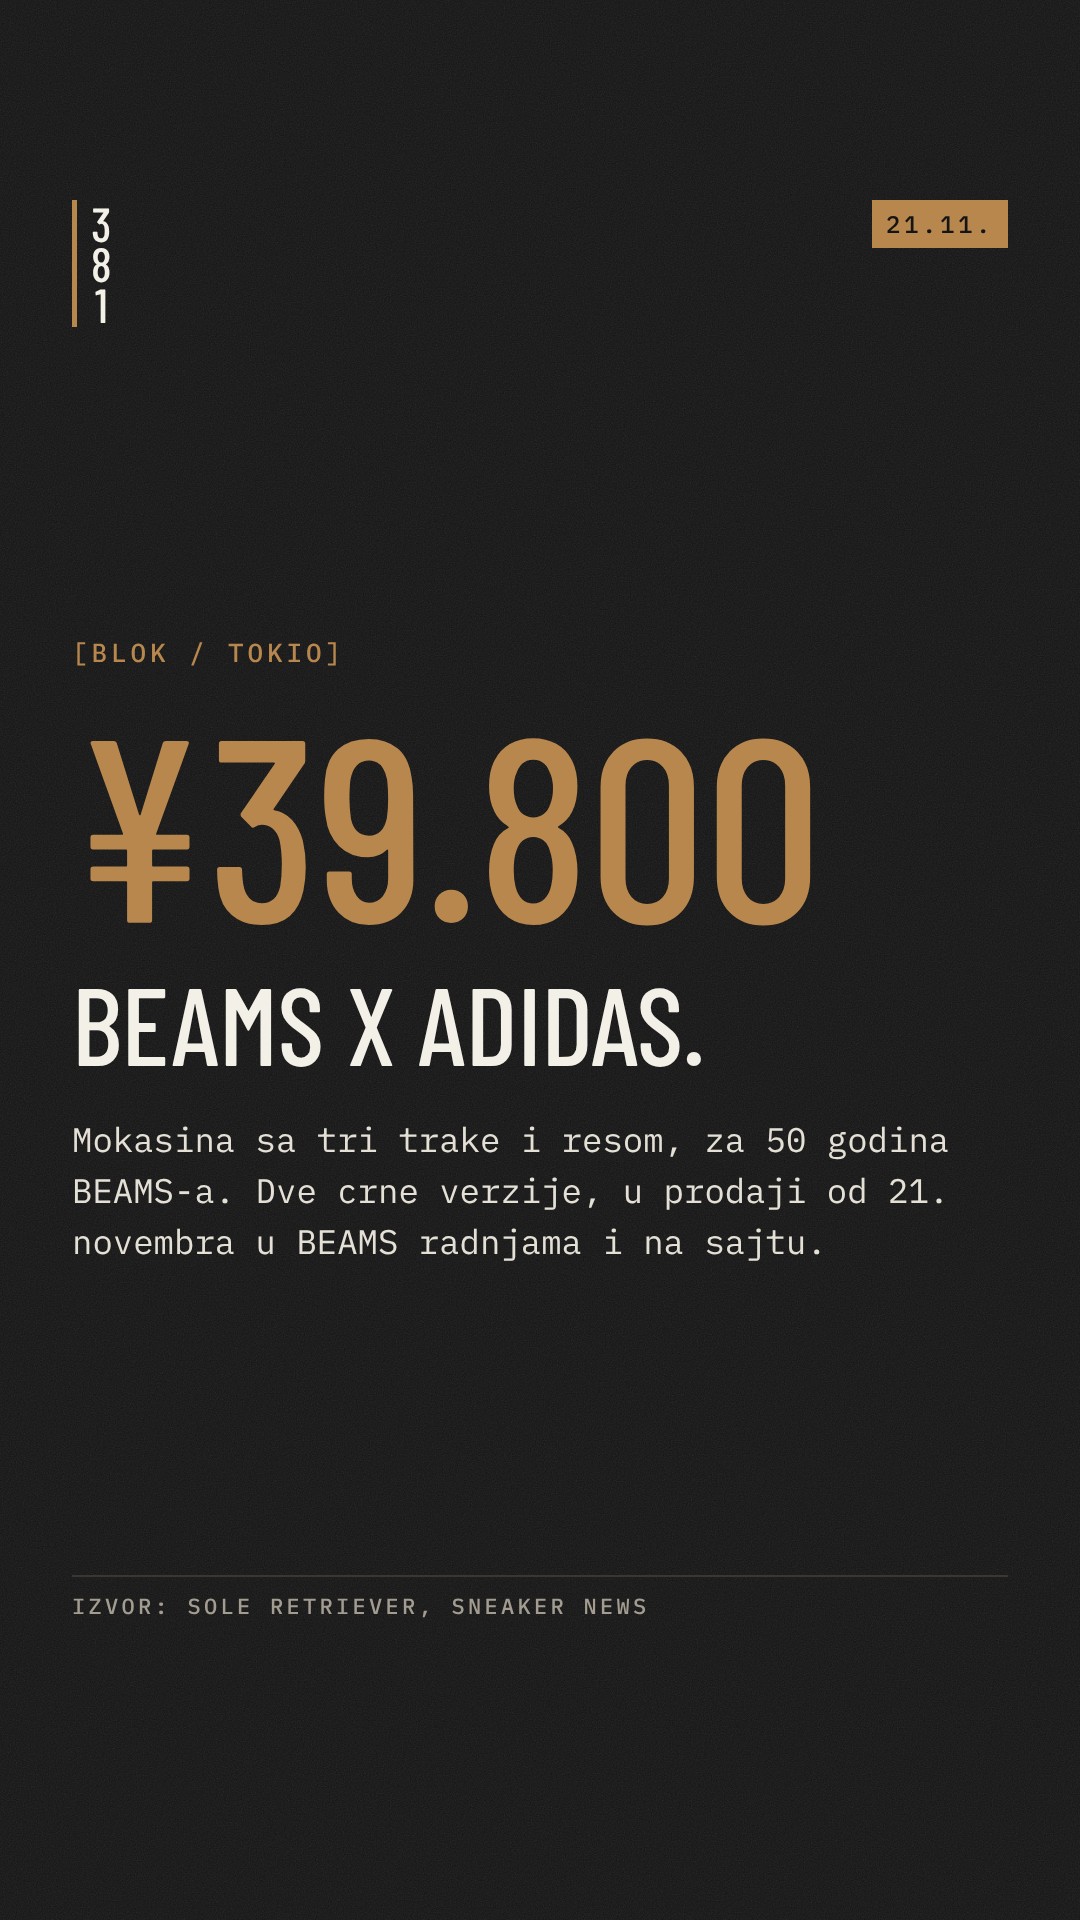 3
8
1
21.11.
[BLOK / TOKIO]
¥39.800
BEAMS X ADIDAS.
Mokasina sa tri trake i resom, za 50 godina
BEAMS-a. Dve crne verzije, u prodaji od 21.
novembra u BEAMS radnjama i na sajtu.
IZVOR: SOLE RETRIEVER, SNEAKER NEWS